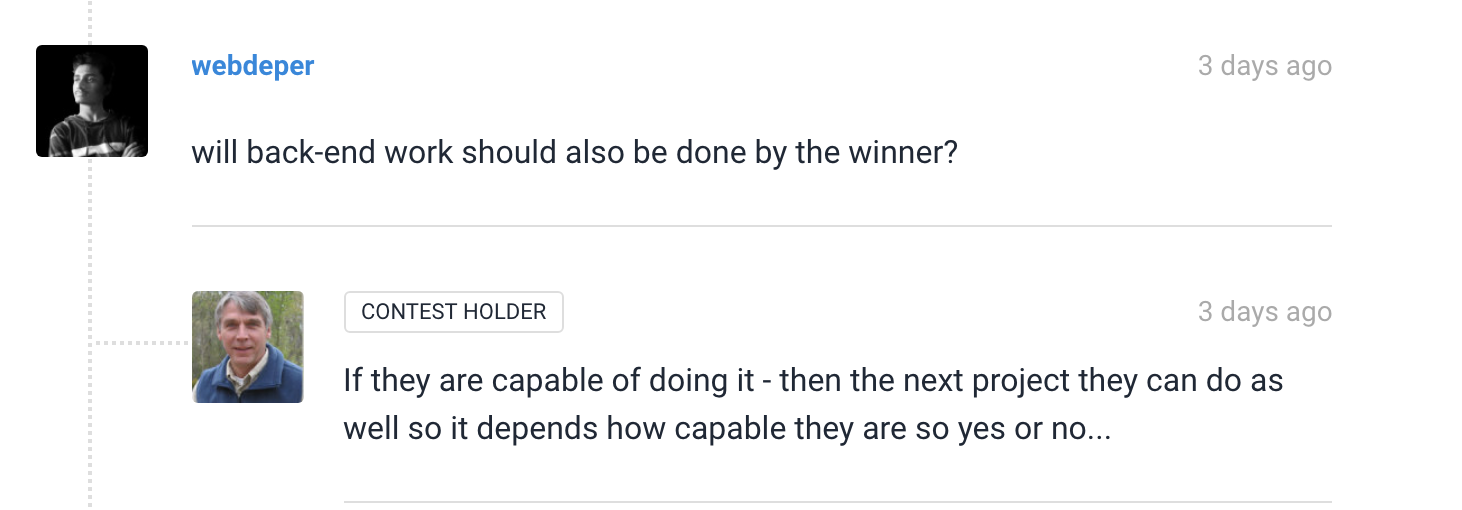 webdeper
3 days ago
will back-end work should also be done by the winner?
CONTEST HOLDER
3 days ago
If they are capable of doing it - then the next project they can do as
well so it depends how capable they are so yes or no...